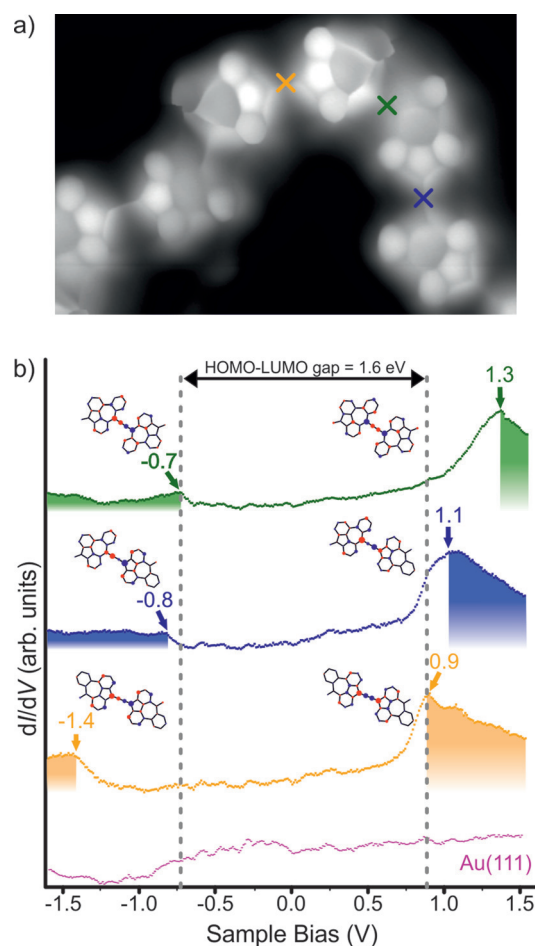 a)
b)
HOMO-LUMO gap = 1.6 eV
1.3
-0.7
1.1
-0.8
0.9
-1.4
Au(111)
dI/dV (arb. units)
-1.5 -1.0 -0.5 0.0 0.5 1.0 1.5
Sample Bias (V)